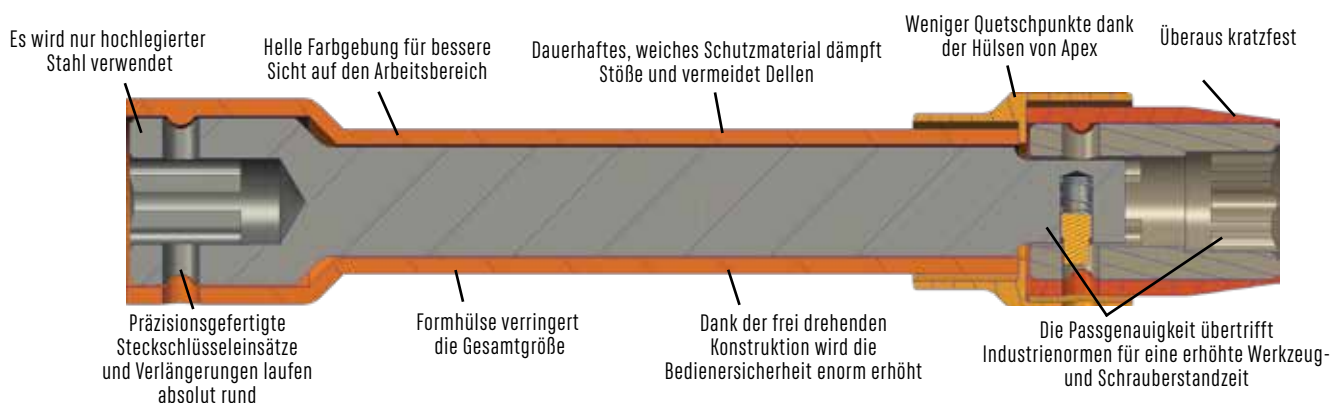 Es wird nur hochlegierter
Stahl verwendet
Helle Farbgebung für bessere
Sicht auf den Arbeitsbereich
Dauerhaftes, weiches Schutzmaterial dämpft
Stöße und vermeidet Dellen
Weniger Quetschpunkte dank
der Hülsen von Apex
Überaus kratzfest
Präzisionsgefertigte
Steckschlüsseleinsätze
und Verlängerungen laufen
absolut rund
Formhülse verringert
die Gesamtgröße
Dank der frei drehenden
Konstruktion wird die
Bedienersicherheit enorm erhöht
Die Passgenauigkeit übertrifft
Industrienormen für eine erhöhte Werkzeug-
und Schrauberstandzeit